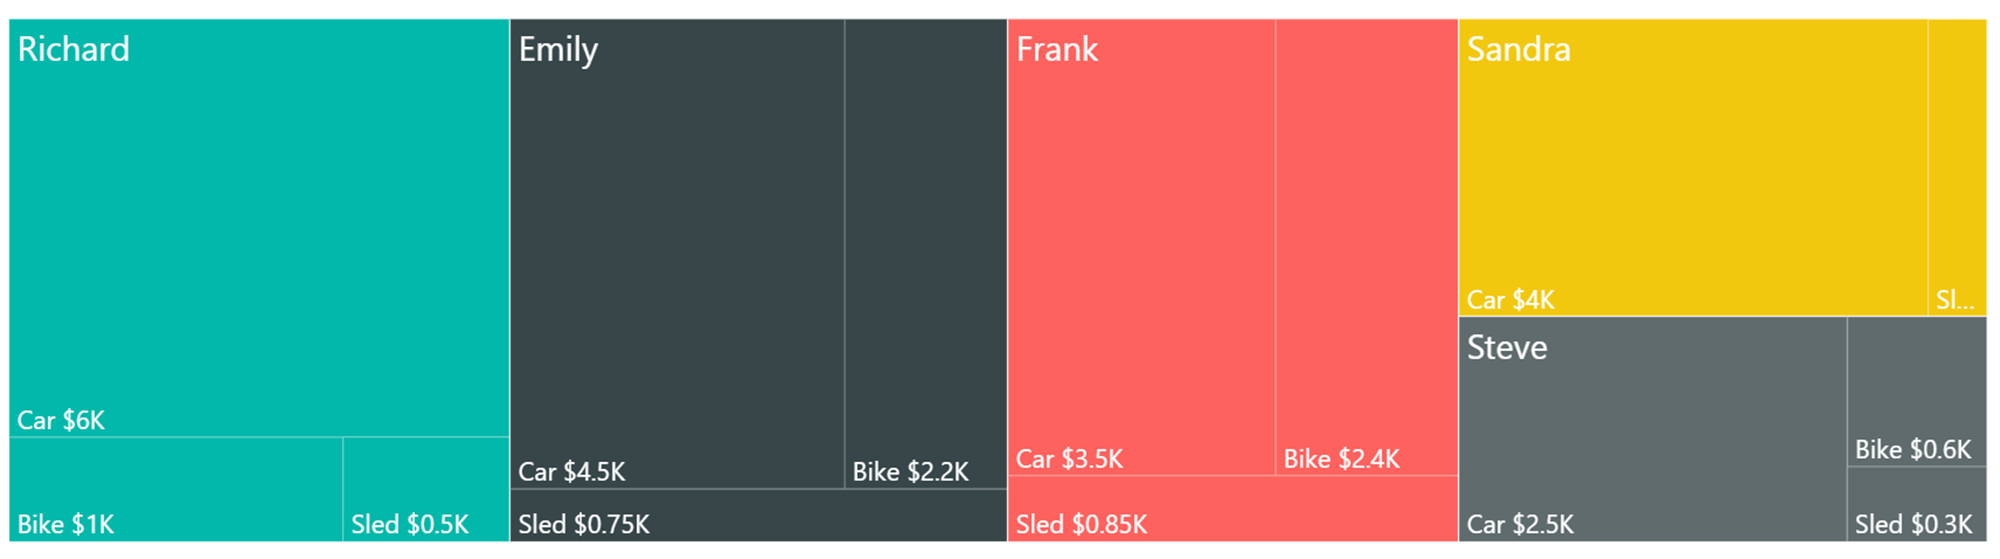 Richard
Car $6K
Bike $1K
Sled $0.5K
Emily
Car $4.5K
Bike $2.2K
Sled $0.75K
Frank
Car $3.5K
Bike $2.4K
Sled $0.85K
Sandra
Car $4K
Sl...
Steve
Car $2.5K
Bike $0.6K
Sled $0.3K